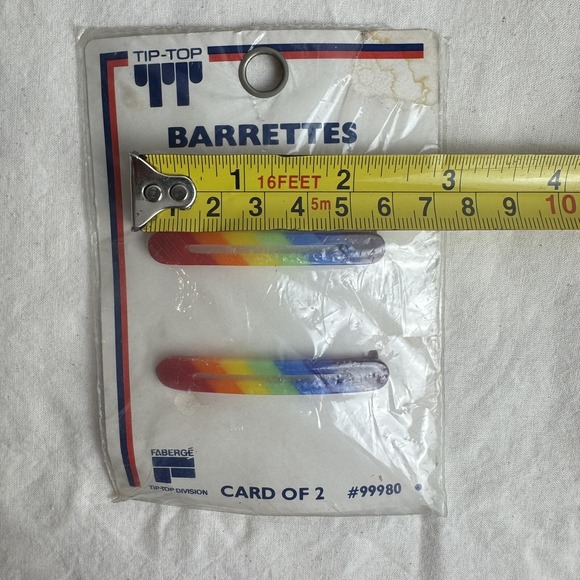 TIP-TOP
BARRETTES
1 16FEET 2 3 4
1 2 3 4 5m 5 6 7 8 9 10
FABERGÉ
TIP-TOP DIVISION
CARD OF 2 #99980